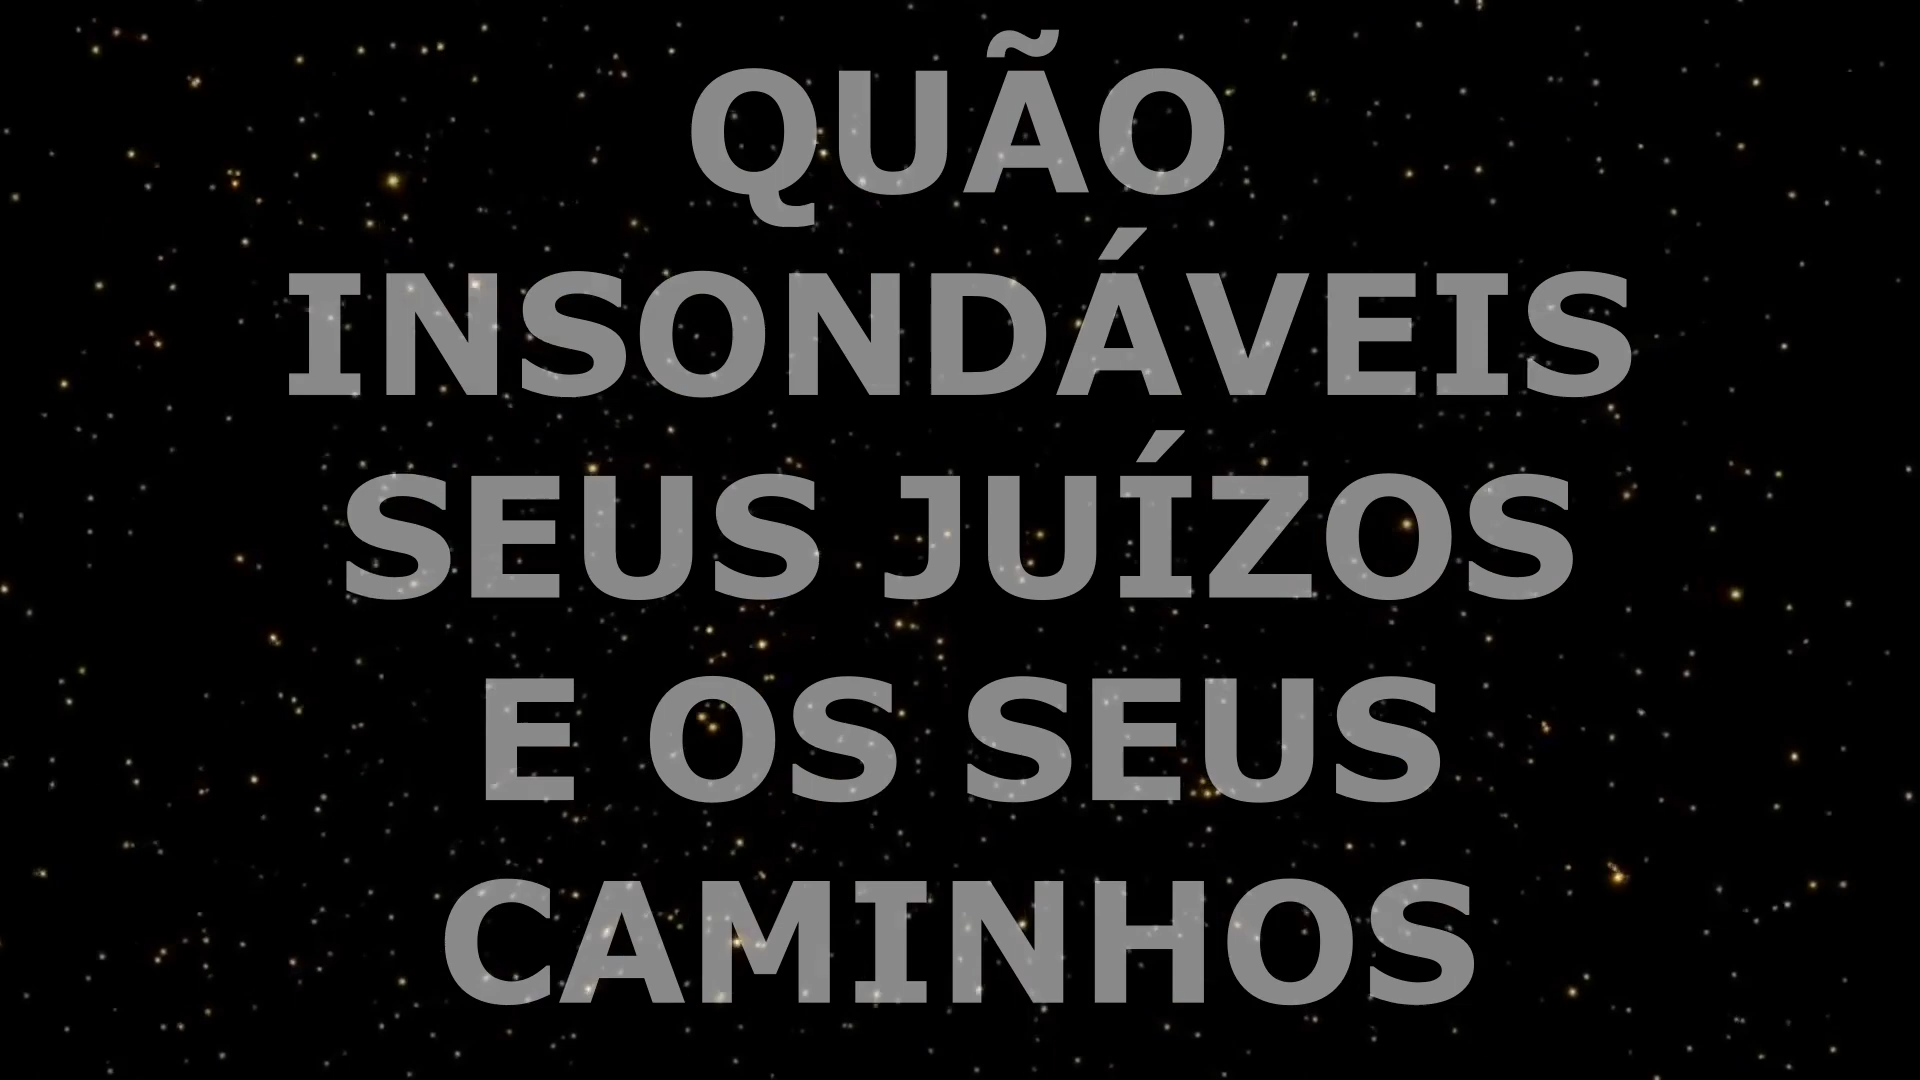 QUÃO
INSONDÁVEIS
SEUS JUÍZOS
E OS SEUS
CAMINHOS